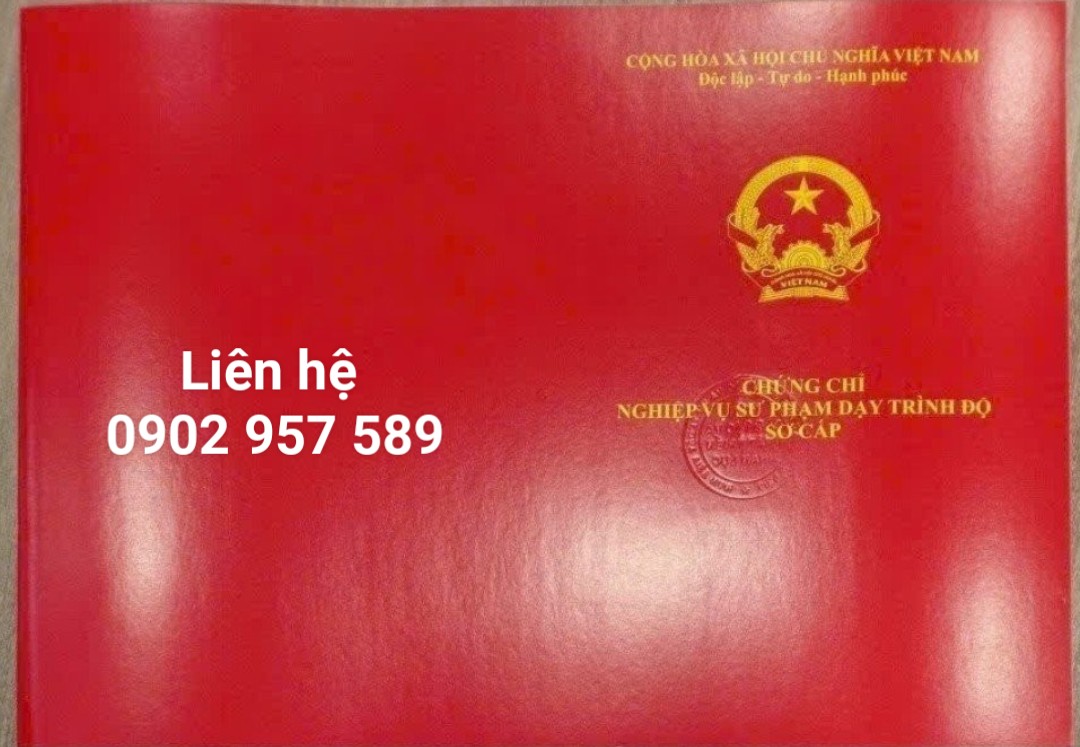 CỘNG HÒA XÃ HỘI CHỦ NGHĨA VIỆT NAM
Độc lập - Tự do - Hạnh phúc
VIỆT NAM
Liên hệ
0902 957 589
CHỨNG CHỈ
NGHIỆP VỤ SƯ PHẠM DẠY TRÌNH ĐỘ
SƠ CẤP